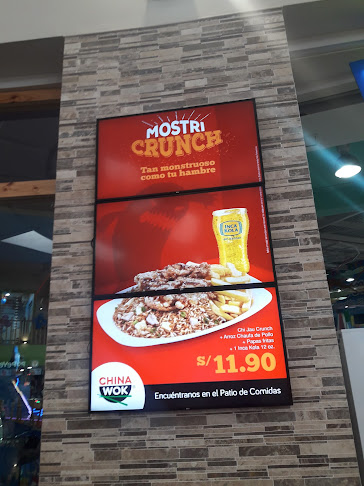 MOSTRI
CRUNCH
Tan monstruoso
como tu hambre
INCA
KOLA
Chi Jau Crunch
+ Arroz Chaufa de Pollo
+ Papas fritas
+ 1 Inca Kola 12 oz.
S/ 11.90
CHINA
WOK
Encuéntranos en el Patio de Comidas